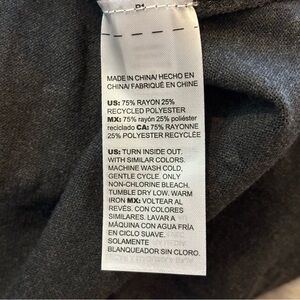 MADE IN CHINA/ HECHO EN
CHINA/ FABRIQUÉ EN CHINE
US: 75% RAYON 25%
RECYCLED POLYESTER
MX: 75% rayón 25% poliéster
reciclado CA: 75% RAYONNE
25% POLYESTER RECYCLÉ
US: TURN INSIDE OUT.
WITH SIMILAR COLORS.
MACHINE WASH COLD,
GENTLE CYCLE. ONLY
NON-CHLORINE BLEACH.
TUMBLE DRY LOW. WARM
IRON MX: VOLTEAR AL
REVÉS. CON COLORES
SIMILARES. LAVAR A
MÁQUINA CON AGUA FRÍA
EN CICLO SUAVE.
SOLAMENTE
BLANQUEADOR SIN CLORO.